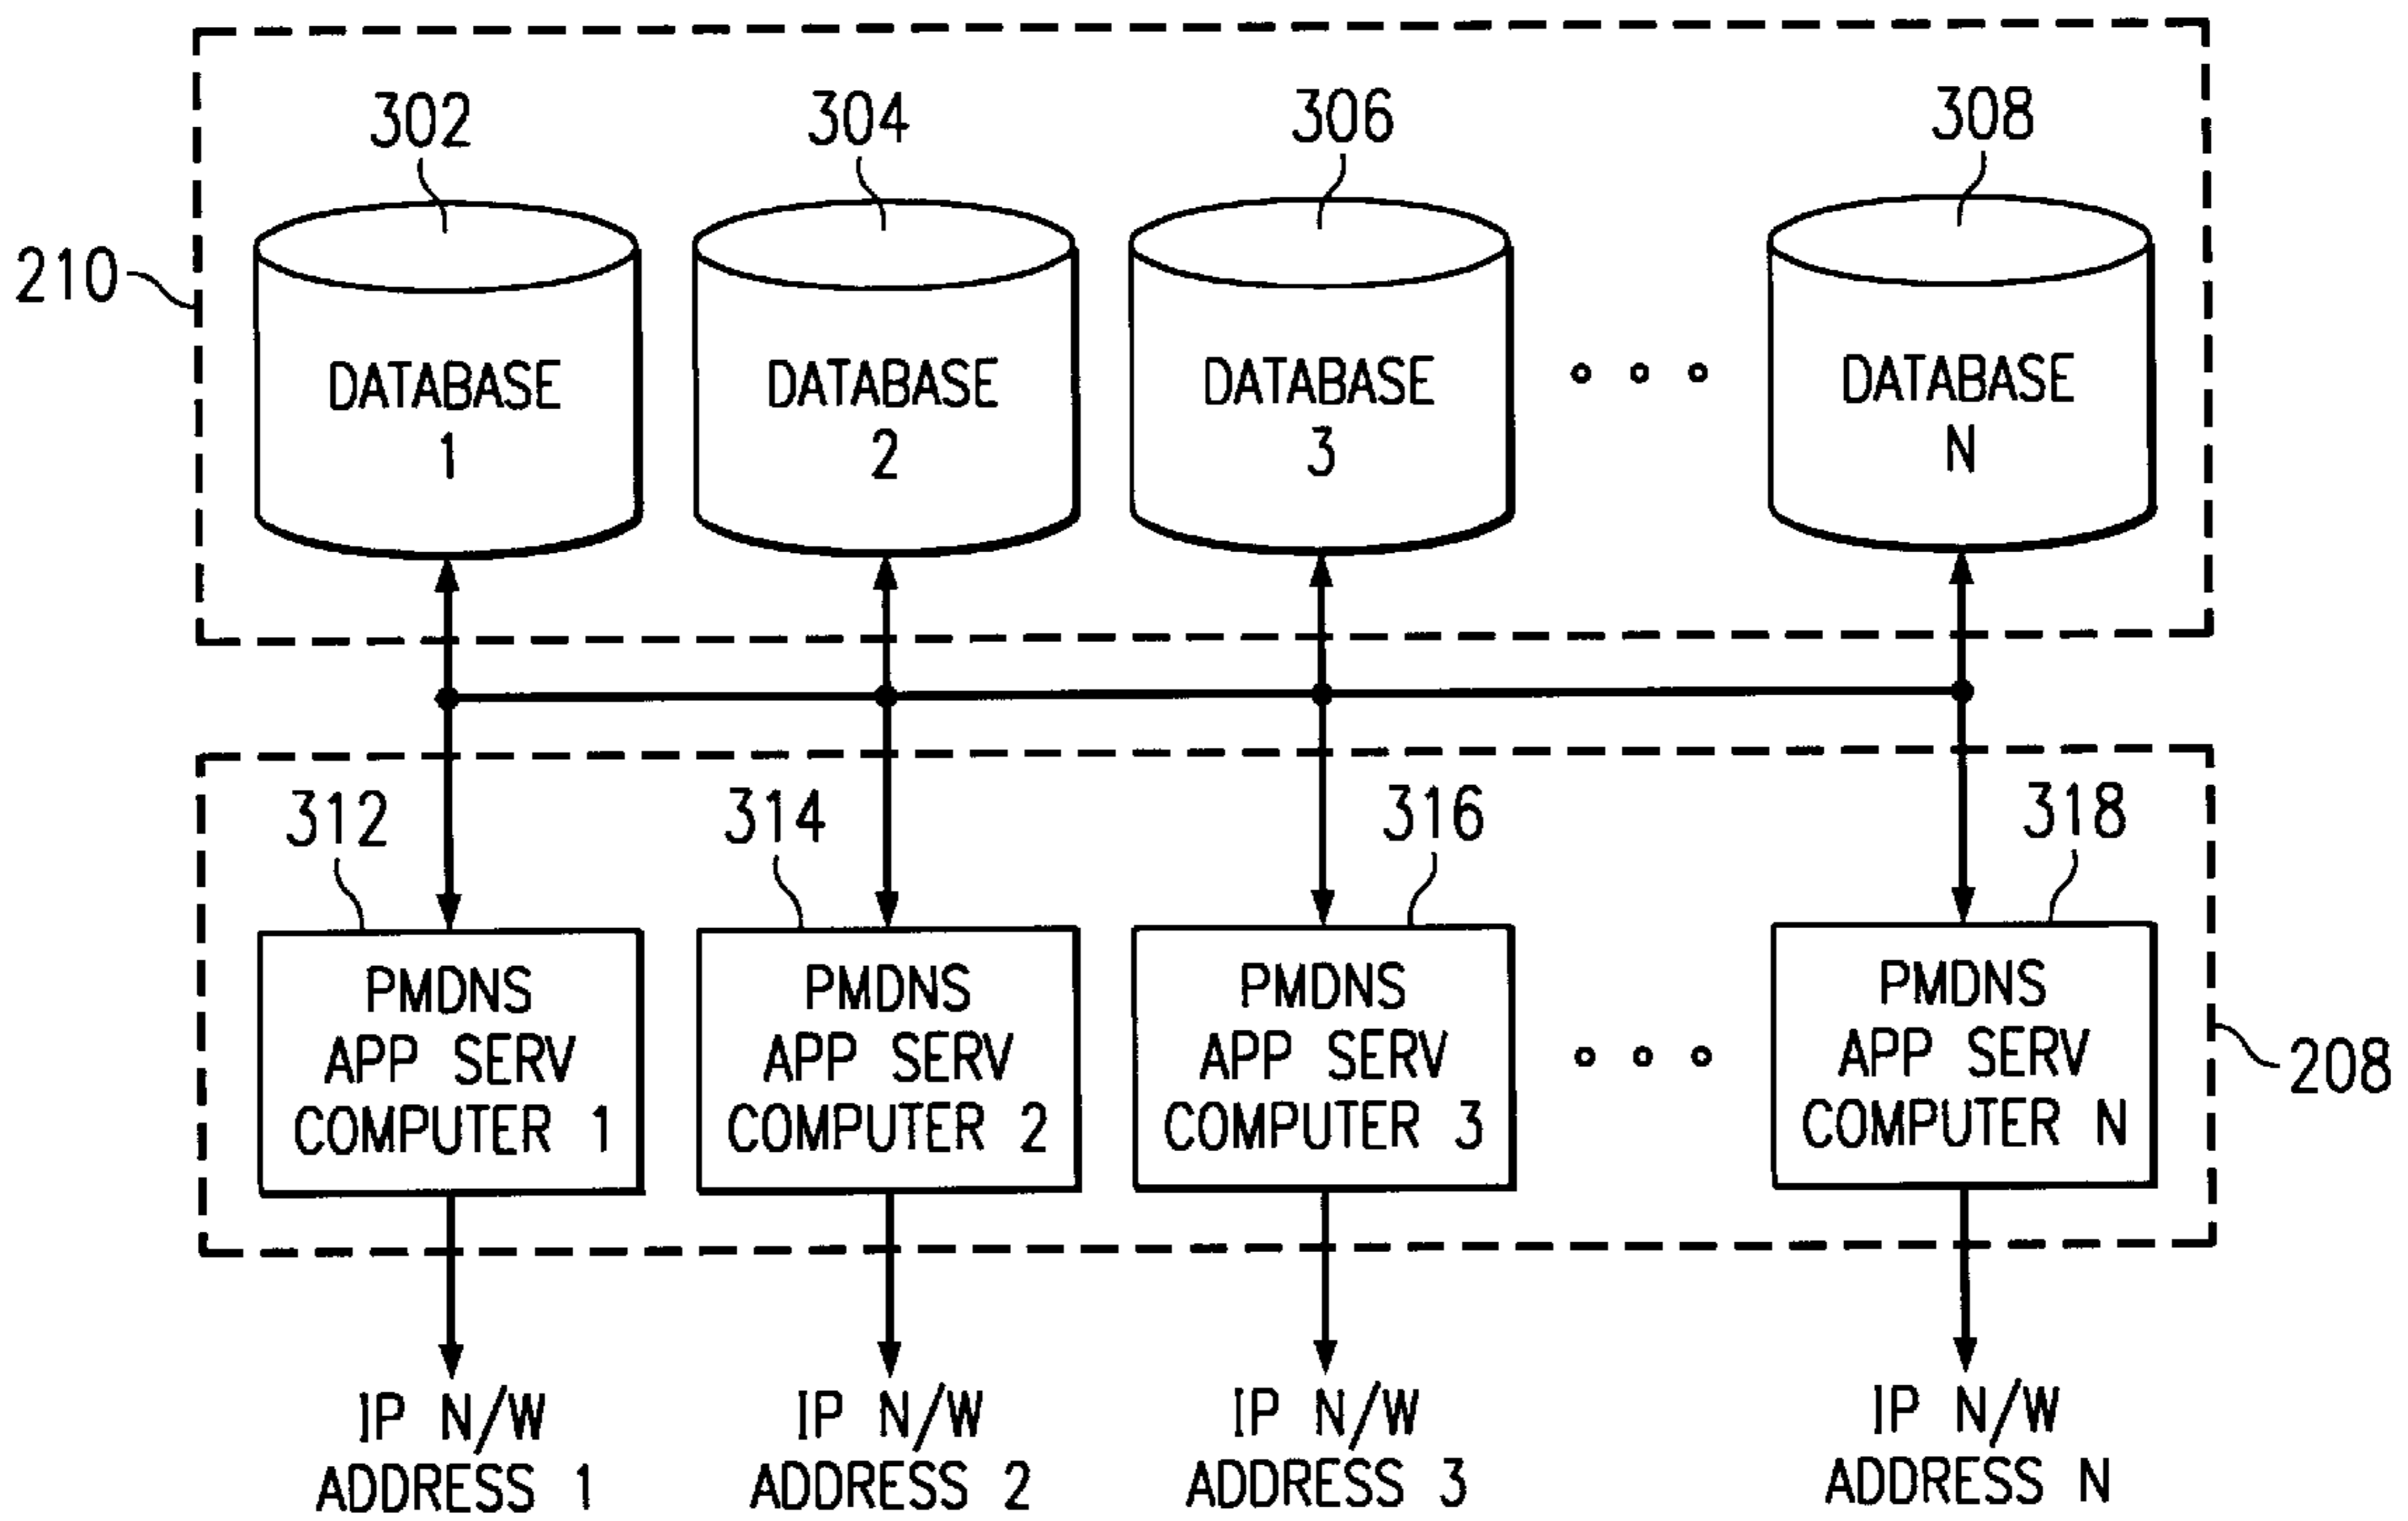 302 304 306 308
210
DATABASE DATABASE DATABASE DATABASE
1 2 3 N
312 314 316 318
PMDNS PMDNS PMDNS PMDNS
APP SERV APP SERV APP SERV APP SERV
208
COMPUTER 1 COMPUTER 2 COMPUTER 3 COMPUTER N
IP N/W IP N/W IP N/W IP N/W
ADDRESS 1 ADDRESS 2 ADDRESS 3 ADDRESS N